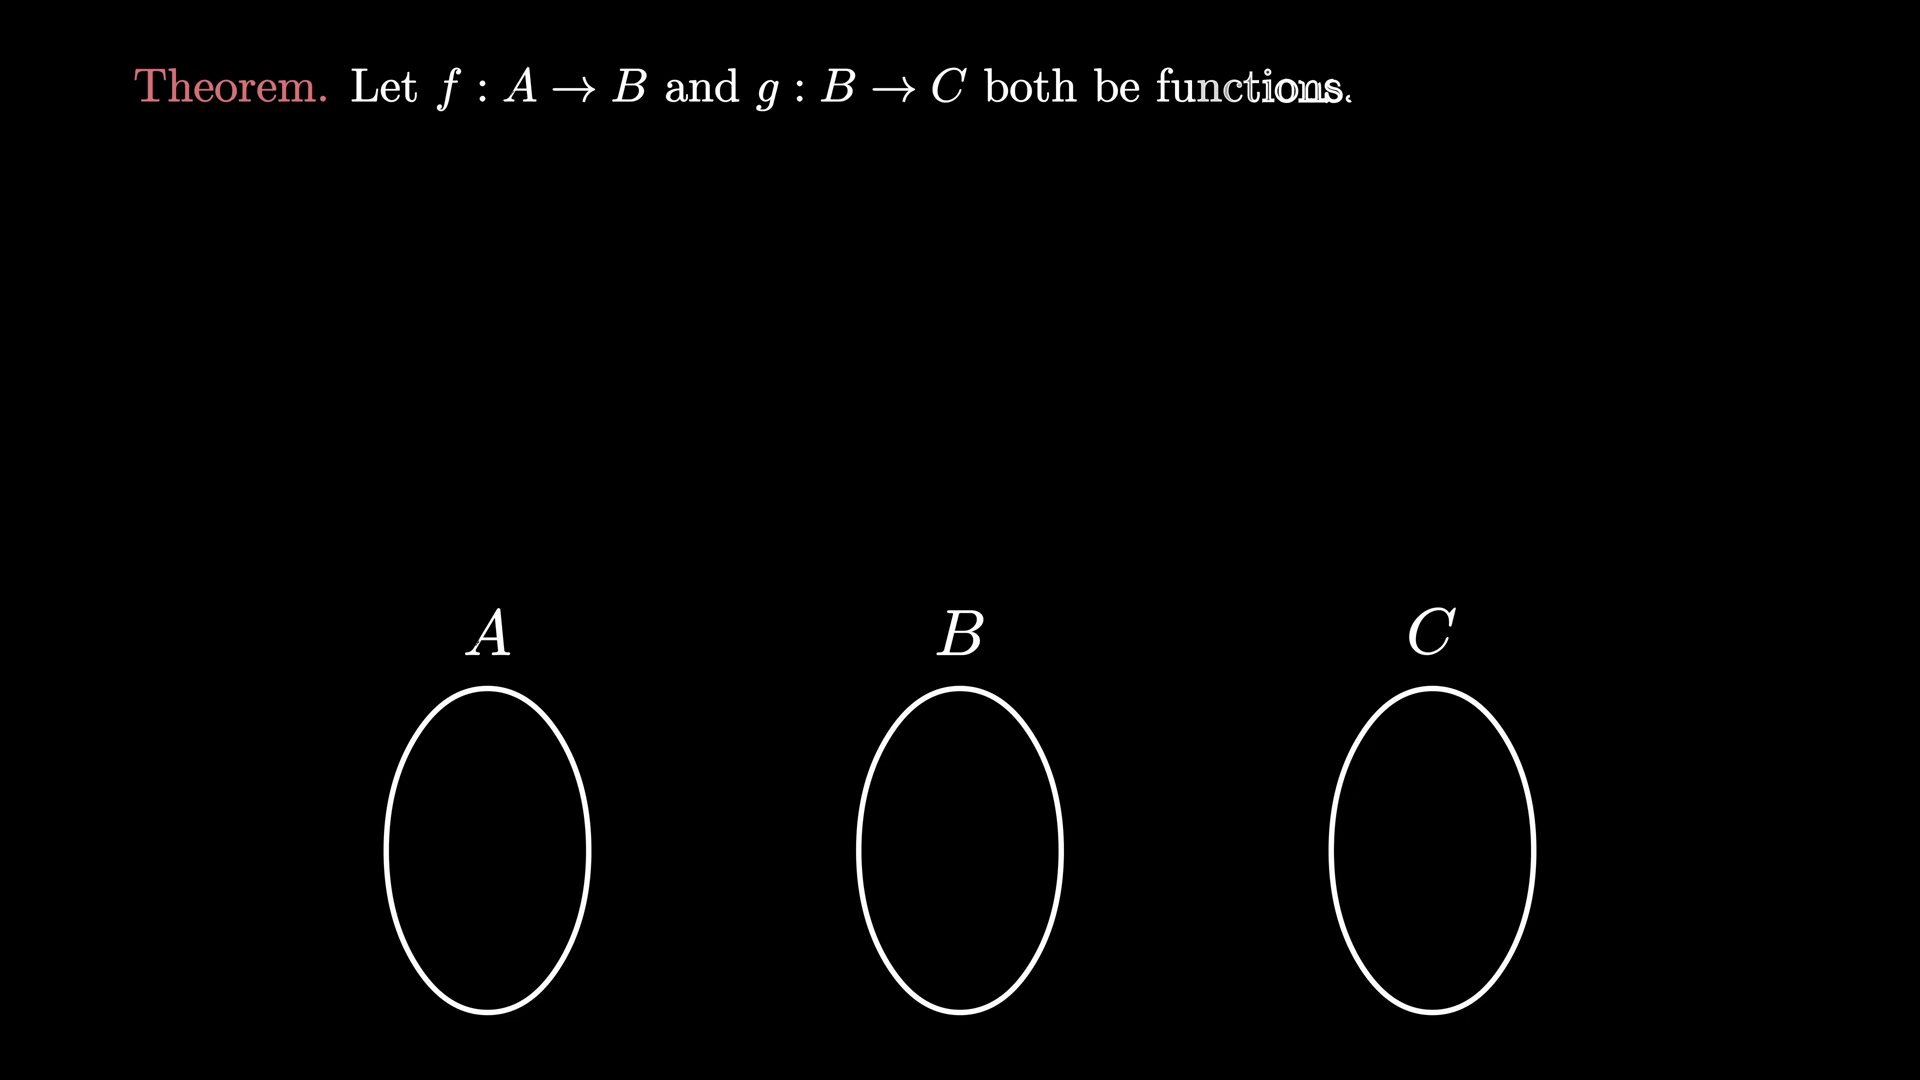 Theorem. Let f : A → B and g : B → C both be functions.
A B C